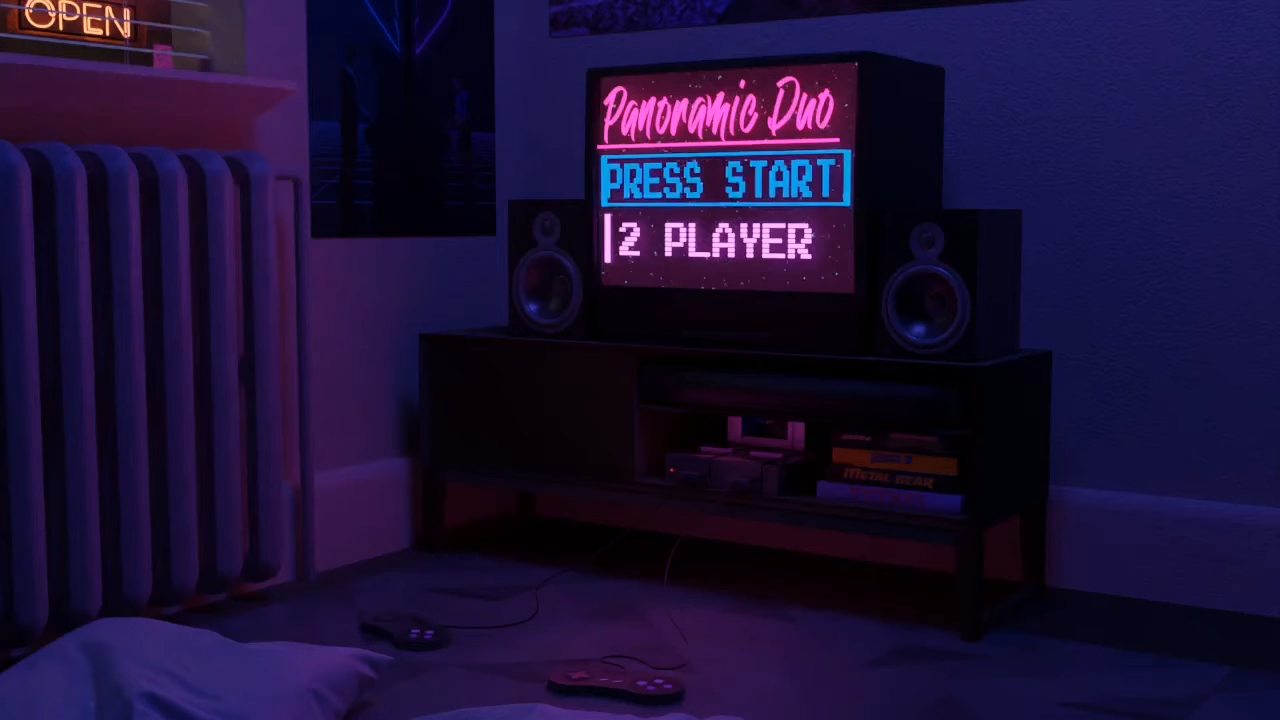 OPEN
Panoramic Duo
PRESS START
2 PLAYER
METAL GEAR